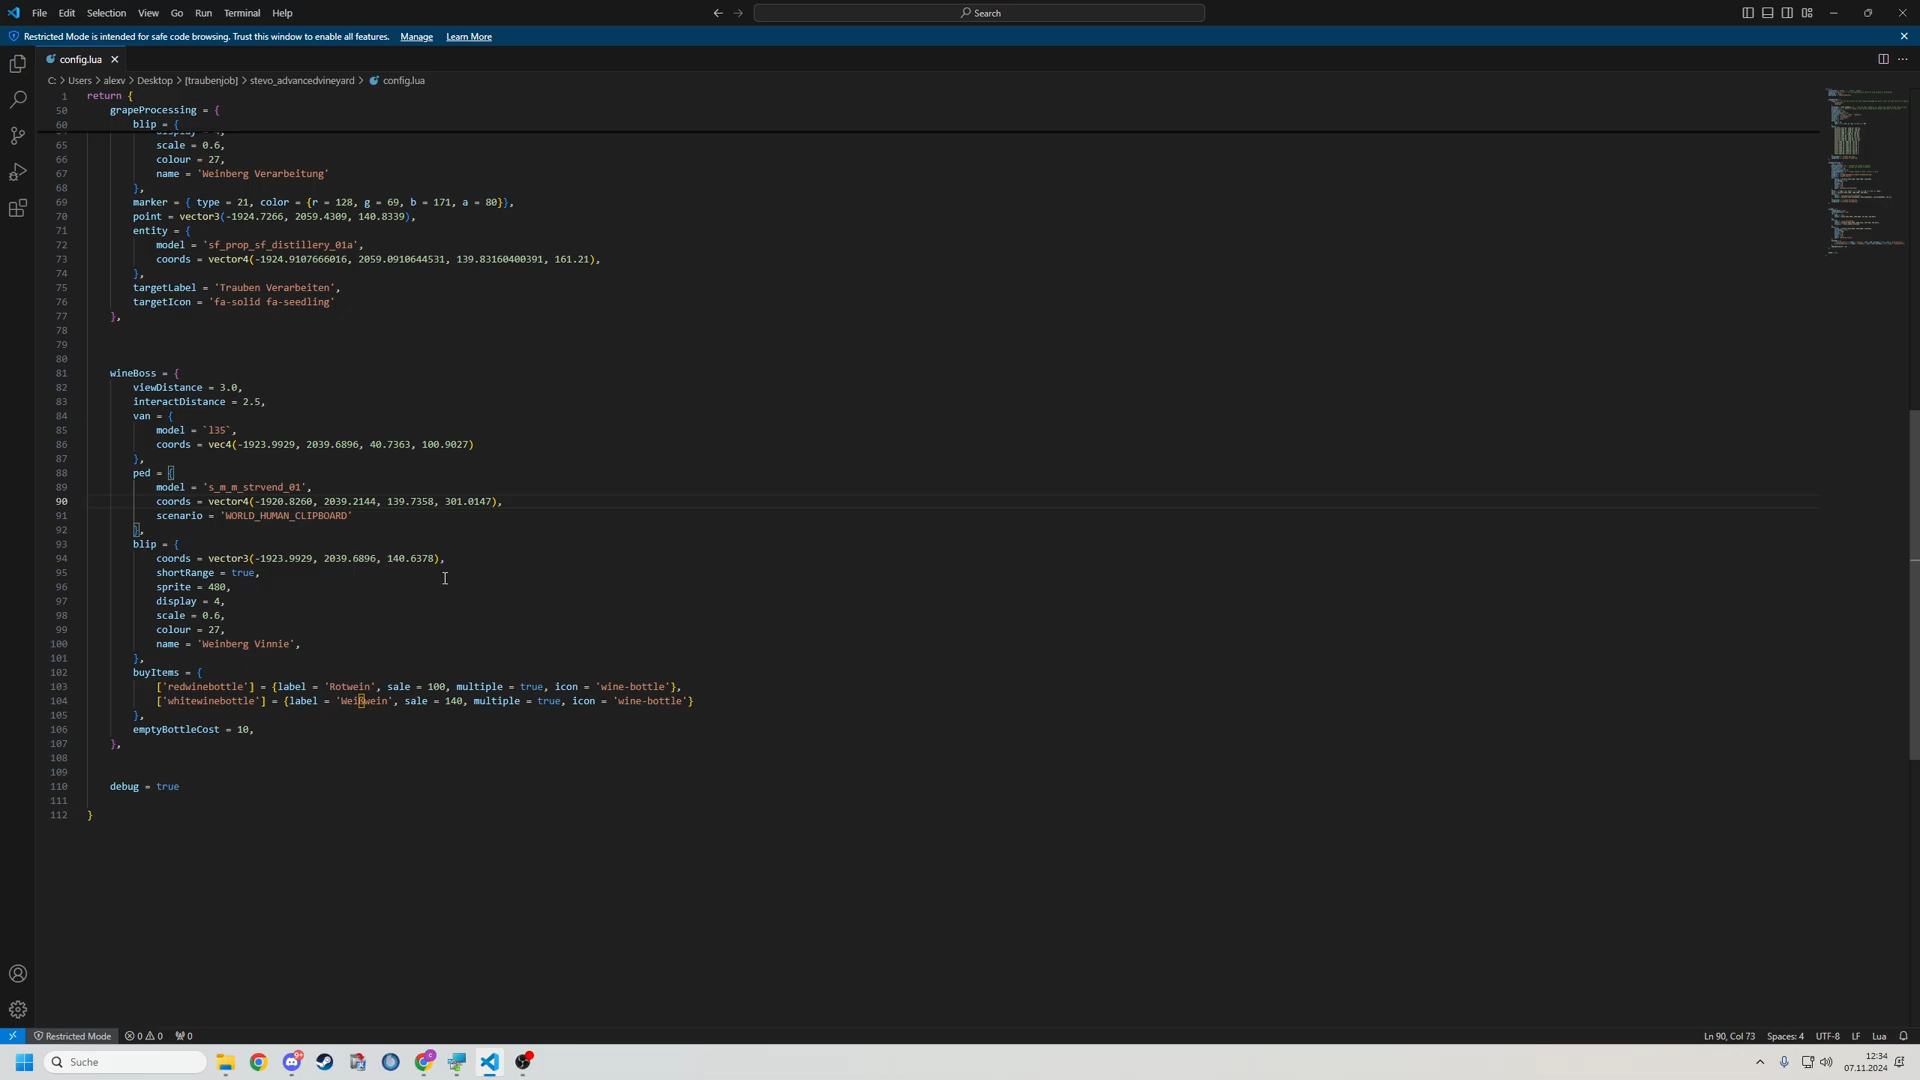 File Edit Selection View Go Run Terminal Help
Search
Restricted Mode is intended for safe code browsing. Trust this window to enable all features. Manage Learn More
config.lua
C: > Users > alexv > Desktop > [traubenjob] > stevo_advancedvineyard > config.lua
1 return {
50 grapeProcessing = {
60 blip = {
65 scale = 0.6,
66 colour = 27,
67 name = 'Weinberg Verarbeitung'
68 },
69 marker = { type = 21, color = {r = 128, g = 69, b = 171, a = 80}},
70 point = vector3(-1924.7266, 2059.4309, 140.8339),
71 entity = {
72 model = 'sf_prop_sf_distillery_01a',
73 coords = vector4(-1924.9107666016, 2059.0910644531, 139.83160400391, 161.21),
74 },
75 targetLabel = 'Trauben Verarbeiten',
76 targetIcon = 'fa-solid fa-seedling'
77 },
78
79
80
81 wineBoss = {
82 viewDistance = 3.0,
83 interactDistance = 2.5,
84 van = {
85 model = `l35`,
86 coords = vec4(-1923.9929, 2039.6896, 40.7363, 100.9027)
87 },
88 ped = {
89 model = 's_m_m_strvend_01',
90 coords = vector4(-1920.8260, 2039.2144, 139.7358, 301.0147),
91 scenario = 'WORLD_HUMAN_CLIPBOARD'
92 },
93 blip = {
94 coords = vector3(-1923.9929, 2039.6896, 140.6378),
95 shortRange = true,
96 sprite = 480,
97 display = 4,
98 scale = 0.6,
99 colour = 27,
100 name = 'Weinberg Vinnie',
101 },
102 buyItems = {
103 ['redwinebottle'] = {label = 'Rotwein', sale = 100, multiple = true, icon = 'wine-bottle'},
104 ['whitewinebottle'] = {label = 'Weißwein', sale = 140, multiple = true, icon = 'wine-bottle'}
105 },
106 emptyBottleCost = 10,
107 },
108
109
110 debug = true
111
112 }
Restricted Mode 0 0 0
Ln 90, Col 73 Spaces: 4 UTF-8 LF Lua
Suche
9+
12:34
07.11.2024